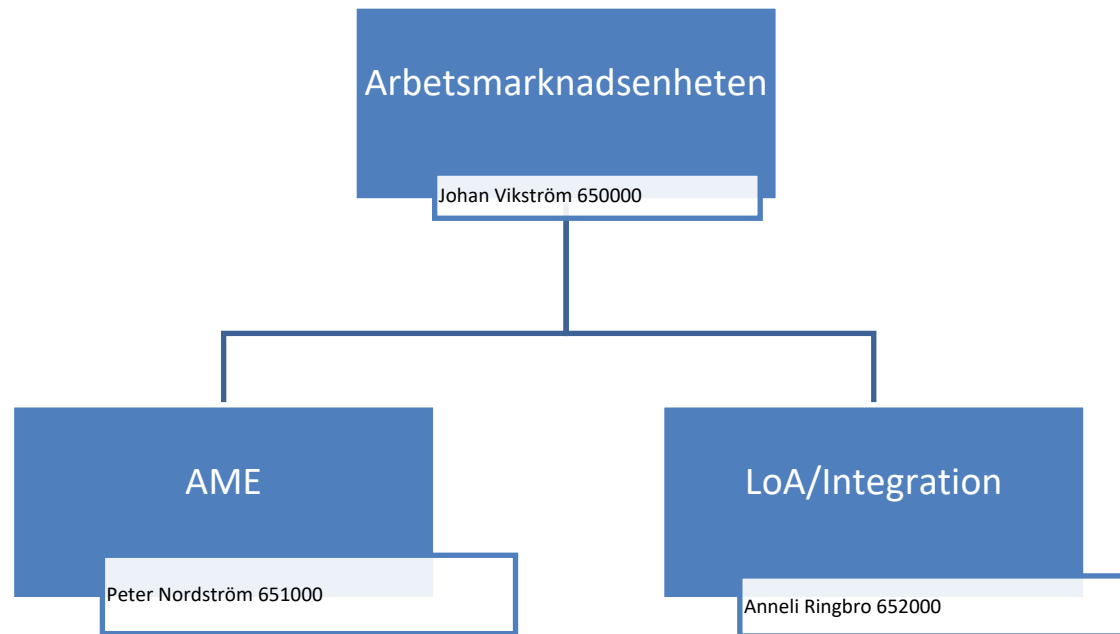 Arbetsmarknadsenheten
Johan Vikström 650000
AME
Peter Nordström 651000
LoA/Integration
Anneli Ringbro 652000